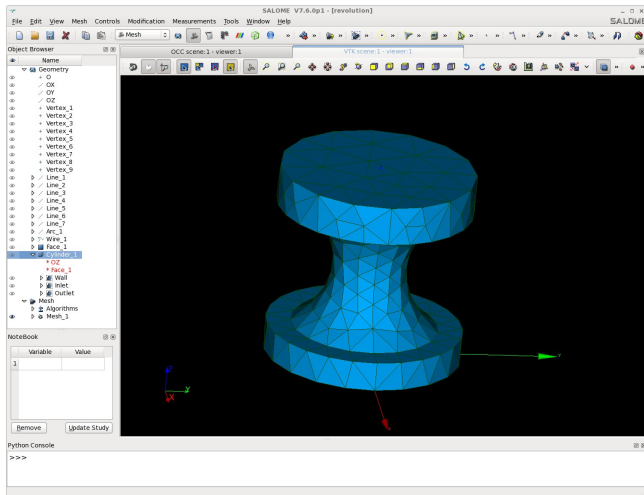 SALOME V7.6.0p1 - [revolution]
File Edit View Mesh Controls Modification Measurements Tools Window Help
SALOME
Mesh
Object Browser
OCC scene:1 - viewer:1
VTK scene:1 - viewer:1
Name
Geometry
O
OX
OY
OZ
Vertex_1
Vertex_2
Vertex_3
Vertex_4
Vertex_5
Vertex_6
Vertex_7
Vertex_8
Vertex_9
Line_1
Line_2
Line_3
Line_4
Line_5
Line_6
Line_7
Arc_1
Wire_1
Face_1
Cylinder_1
* OZ
* Face_1
Wall
Inlet
Outlet
Mesh
Algorithms
Mesh_1
NoteBook
Variable Value
1
Remove Update Study
Z
Y
X
Y
Python Console
>>>